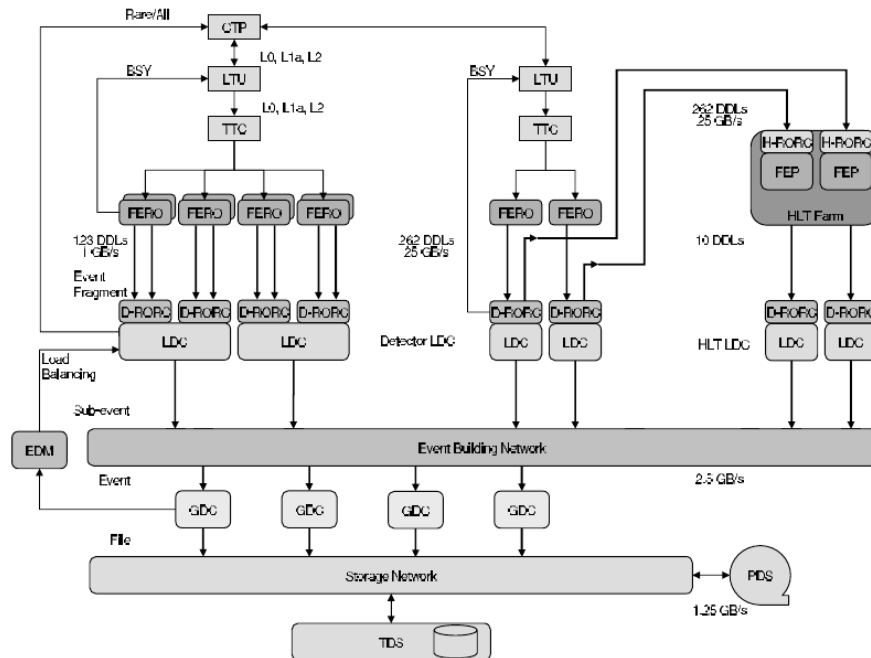 Rare/All
CTP
L0, L1a, L2
BSY
LTU
BSY
LTU
L0, L1a, L2
TTC
TTC
262 DDLs
25 GB/s
H-RORC
H-RORC
FEP
FEP
HLT Farm
FERO
FERO
FERO
FERO
FERO
FERO
123 DDLs
1 GB/s
262 DDLs
25 GB/s
10 DDLs
Event
Fragment
D-RORC
D-RORC
D-RORC
D-RORC
D-RORC
D-RORC
D-RORC
D-RORC
LDC
LDC
Detector LDC
LDC
LDC
HLT LDC
LDC
LDC
Load
Balancing
Sub-event
EDM
Event Building Network
Event
2.5 GB/s
GDC
GDC
GDC
GDC
File
Storage Network
PDS
1.25 GB/s
TDS